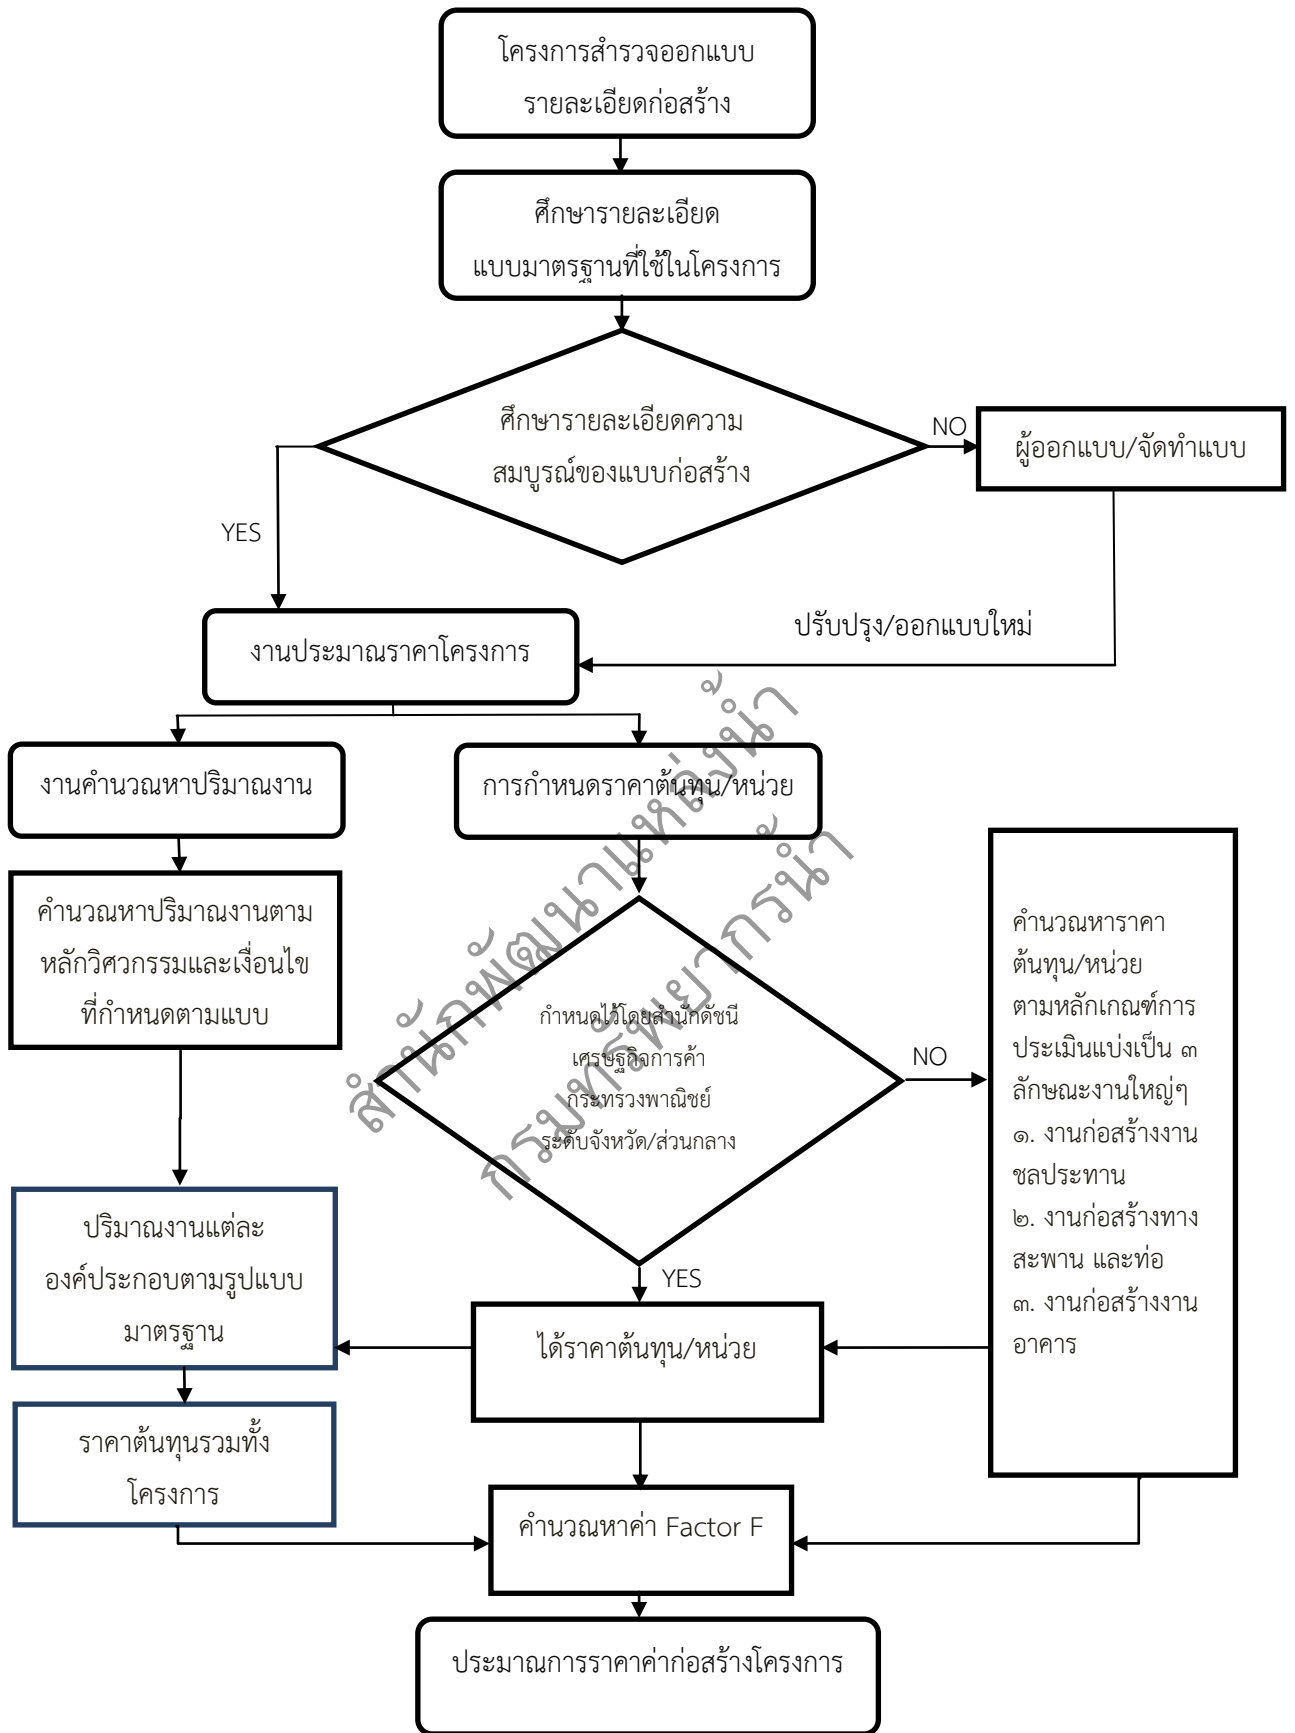 โครงการสำรวจออกแบบ
รายละเอียดก่อสร้าง
ศึกษารายละเอียด
แบบมาตรฐานที่ใช้ในโครงการ
ศึกษารายละเอียดความ
สมบูรณ์ของแบบก่อสร้าง
NO
ผู้ออกแบบ/จัดทำแบบ
YES
ปรับปรุง/ออกแบบใหม่
งานประมาณราคาโครงการ
งานคำนวณหาปริมาณงาน
การกำหนดราคาต้นทุน/หน่วย
คำนวณหาปริมาณงานตาม
หลักวิศวกรรมและเงื่อนไข
ที่กำหนดตามแบบ
กำหนดไว้โดยสำนักดัชนี
เศรษฐกิจการค้า
กระทรวงพาณิชย์
ระดับจังหวัด/ส่วนกลาง
NO
คำนวณหาราคา
ต้นทุน/หน่วย
ตามหลักเกณฑ์การ
ประเมินแบ่งเป็น ๓
ลักษณะงานใหญ่ๆ
๑. งานก่อสร้างงาน
ชลประทาน
๒. งานก่อสร้างทาง
สะพาน และท่อ
๓. งานก่อสร้างงาน
อาคาร
YES
ปริมาณงานแต่ละ
องค์ประกอบตามรูปแบบ
มาตรฐาน
ได้ราคาต้นทุน/หน่วย
ราคาต้นทุนรวมทั้ง
โครงการ
คำนวณหาค่า Factor F
ประมาณการราคาค่าก่อสร้างโครงการ
สำนักพัฒนาแหล่งน้ำ
กรมทรัพยากรน้ำ